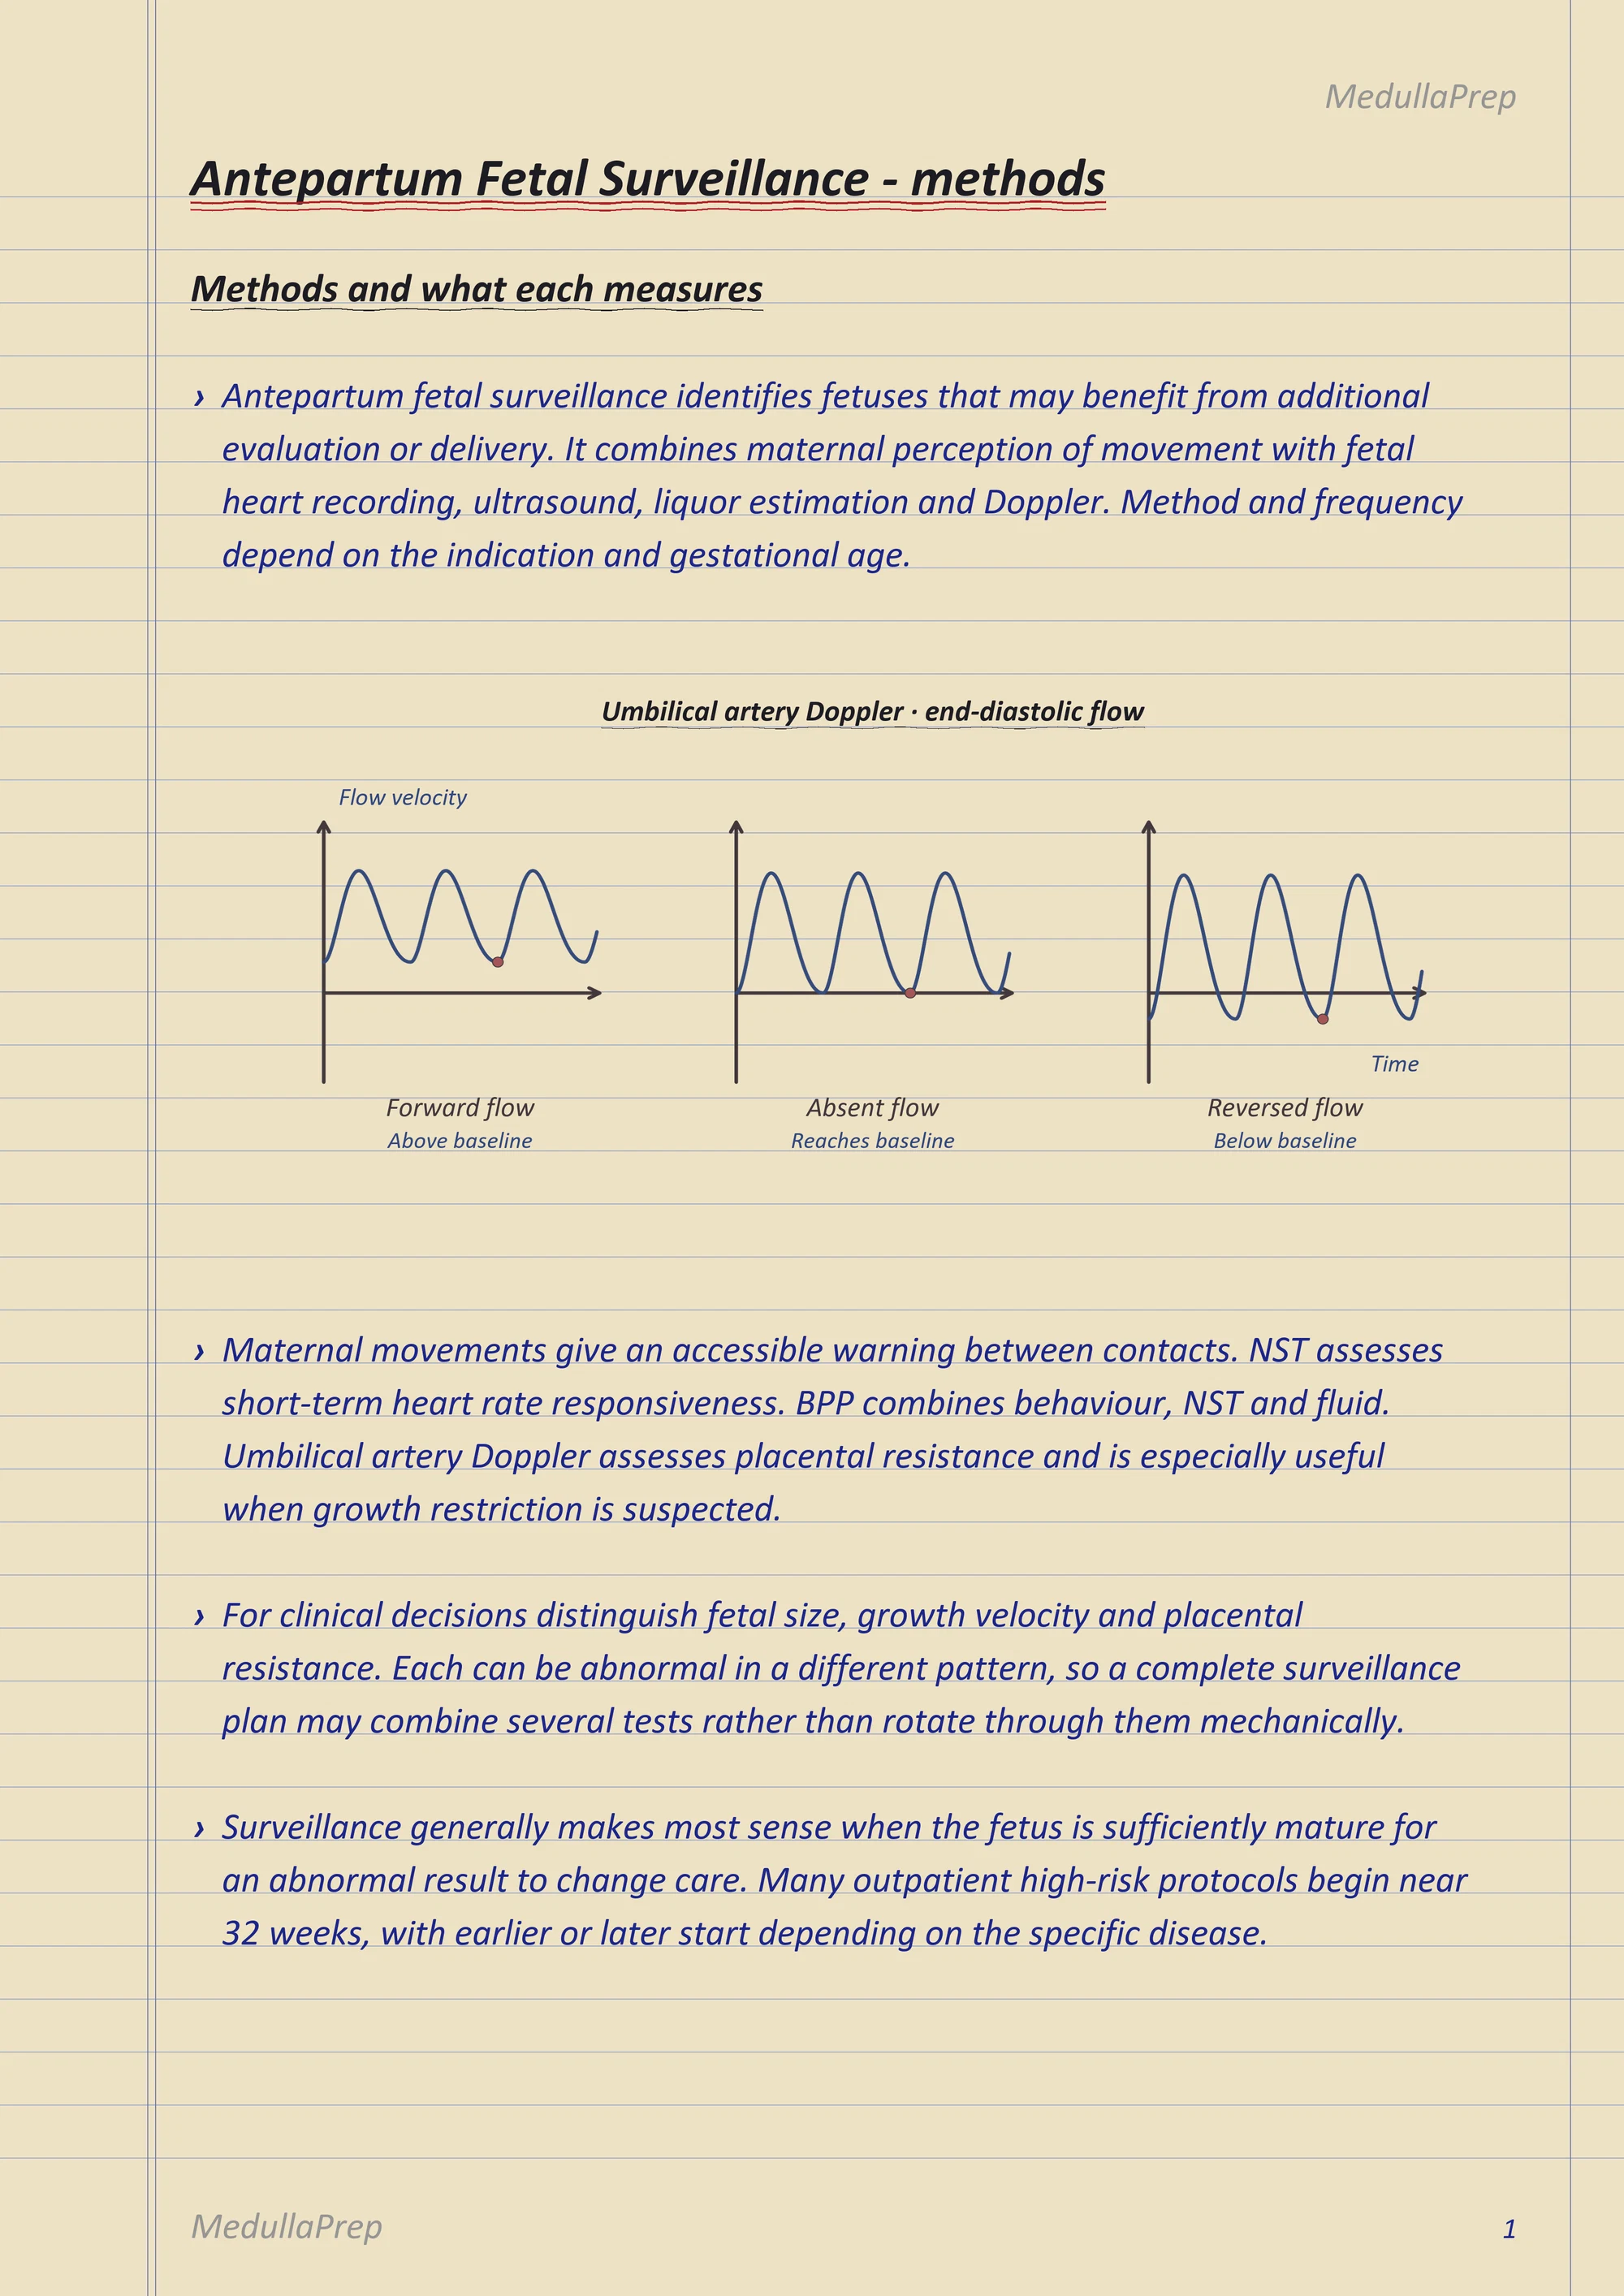 MedullaPrep
Antepartum Fetal Surveillance - methods
Methods and what each measures
› Antepartum fetal surveillance identifies fetuses that may benefit from additional
evaluation or delivery. It combines maternal perception of movement with fetal
heart recording, ultrasound, liquor estimation and Doppler. Method and frequency
depend on the indication and gestational age.
Umbilical artery Doppler · end-diastolic flow
Flow velocity
Time
Forward flow
Above baseline
Absent flow
Reaches baseline
Reversed flow
Below baseline
› Maternal movements give an accessible warning between contacts. NST assesses
short-term heart rate responsiveness. BPP combines behaviour, NST and fluid.
Umbilical artery Doppler assesses placental resistance and is especially useful
when growth restriction is suspected.
› For clinical decisions distinguish fetal size, growth velocity and placental
resistance. Each can be abnormal in a different pattern, so a complete surveillance
plan may combine several tests rather than rotate through them mechanically.
› Surveillance generally makes most sense when the fetus is sufficiently mature for
an abnormal result to change care. Many outpatient high-risk protocols begin near
32 weeks, with earlier or later start depending on the specific disease.
MedullaPrep
1